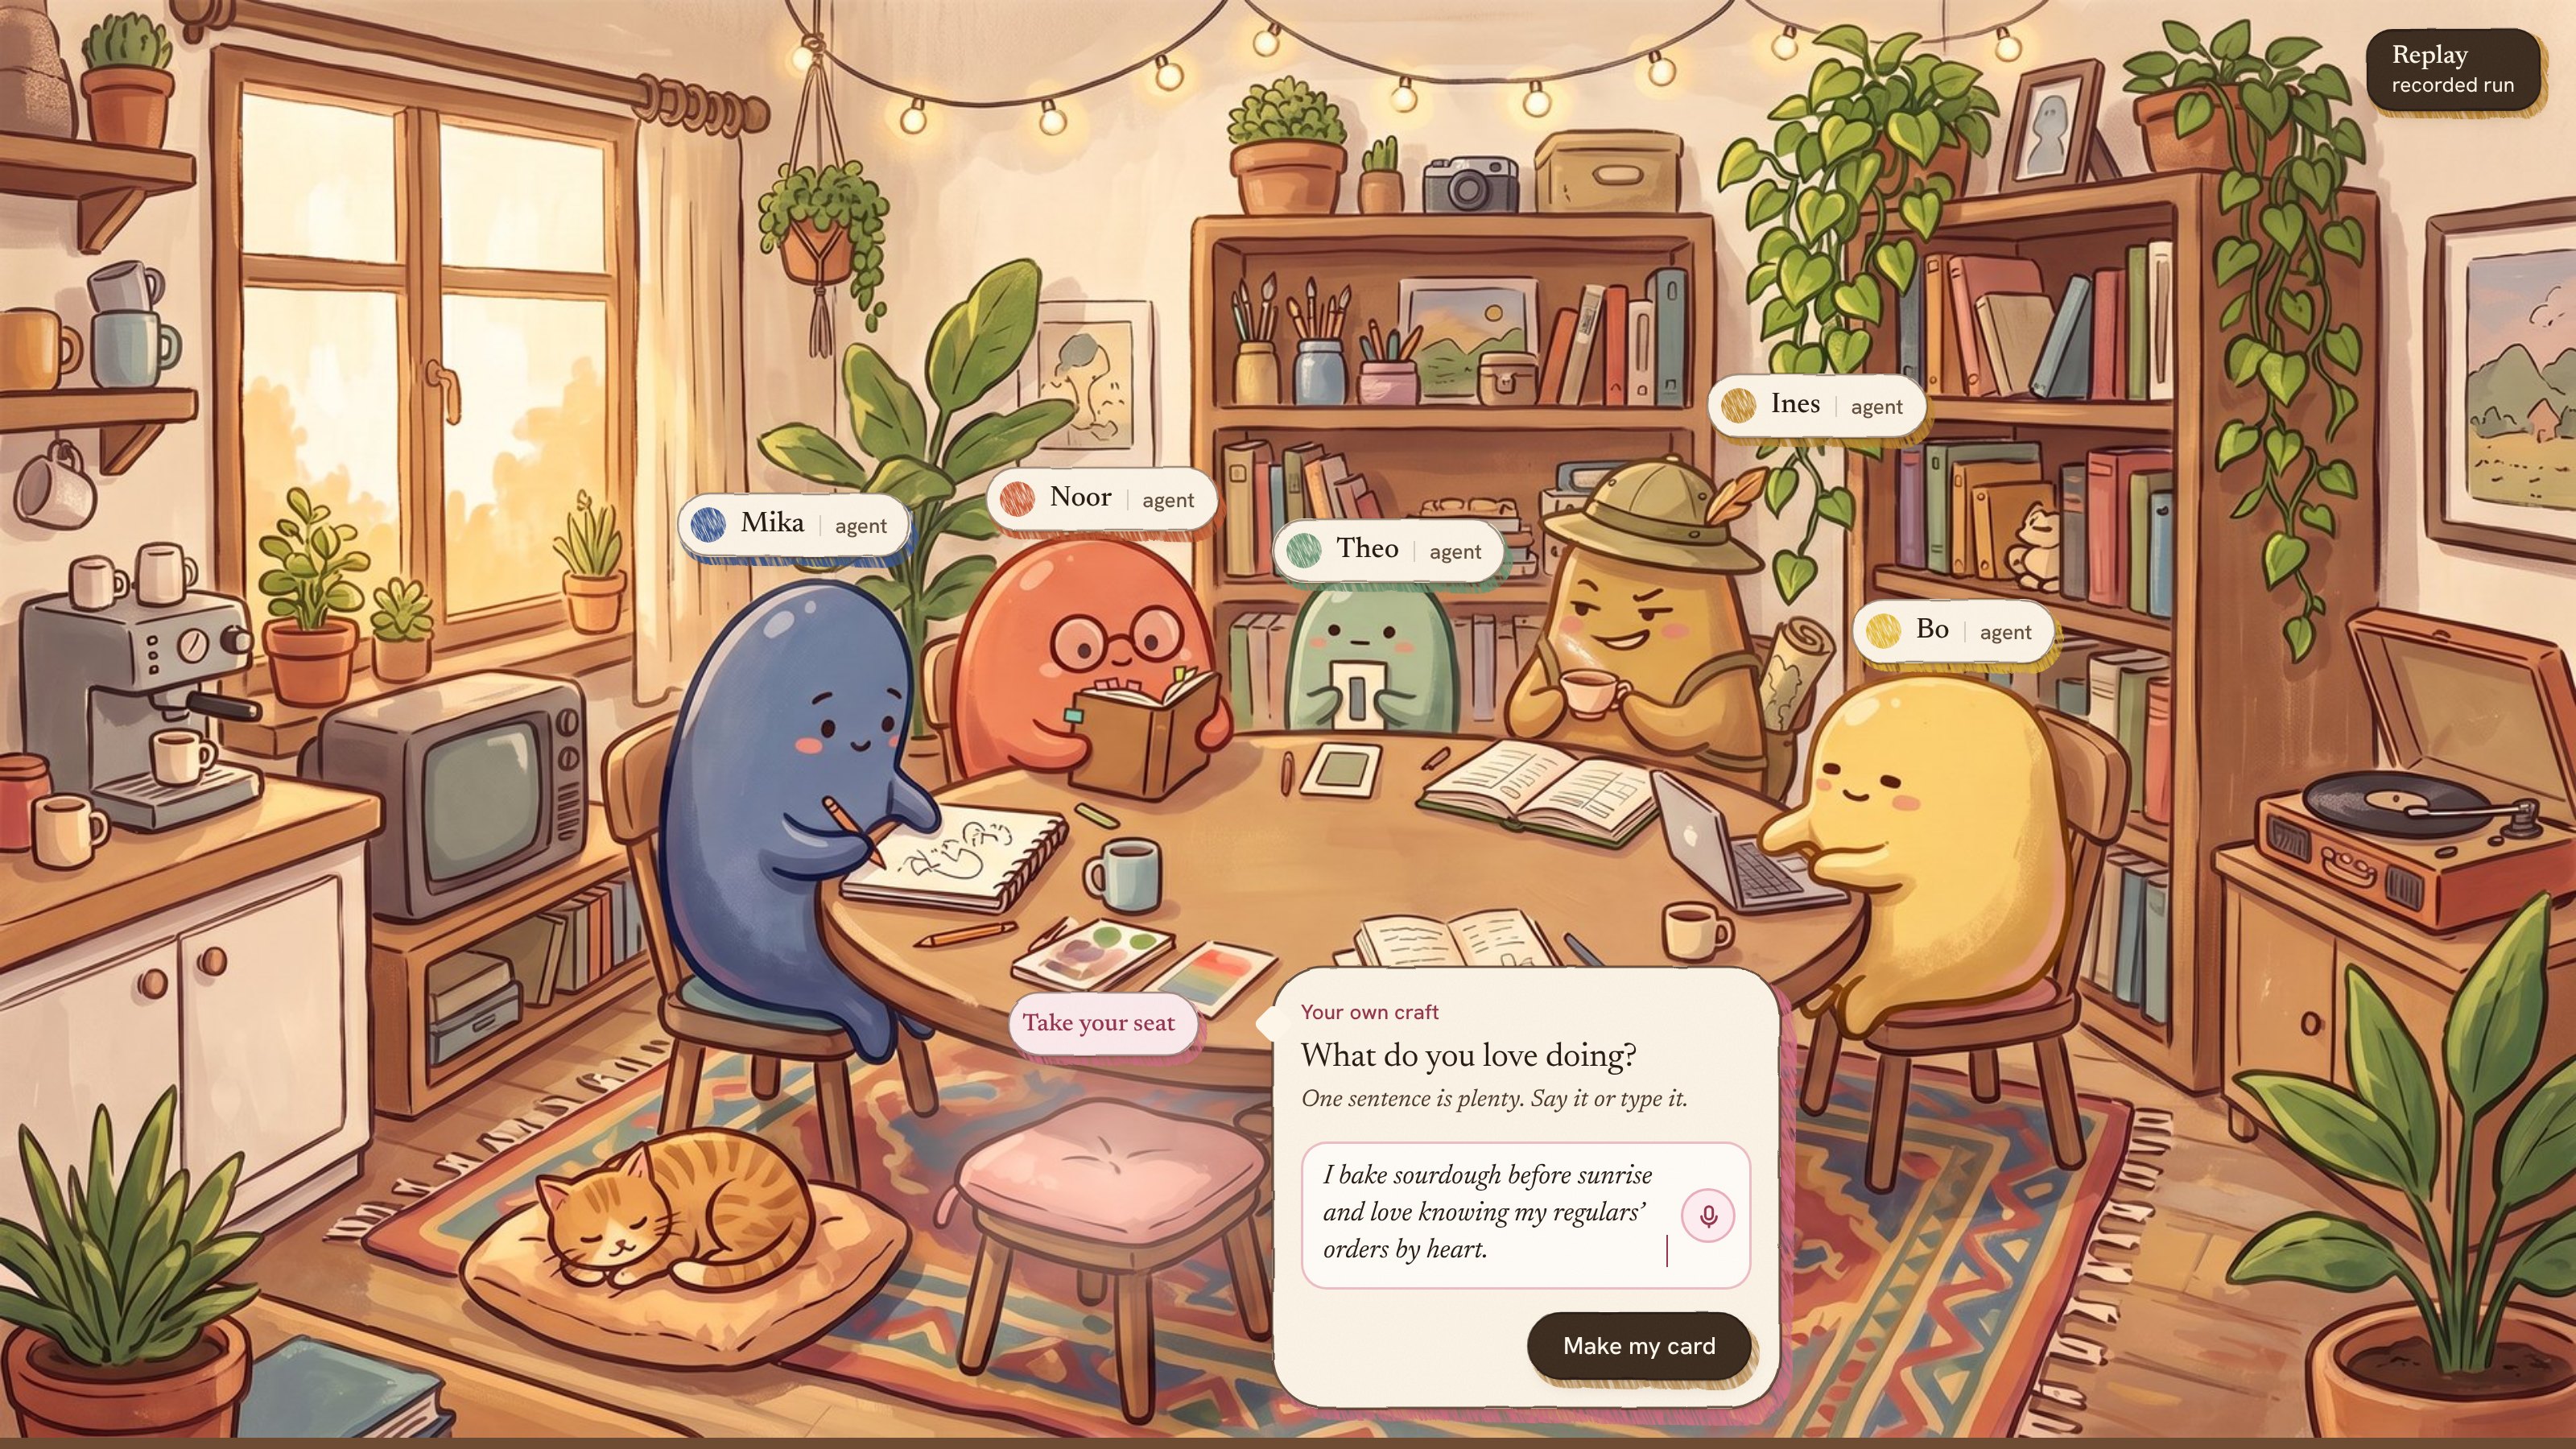 Replay
recorded run
Ines agent
Noor agent
Mika agent
Theo agent
Bo agent
Take your seat
Your own craft
What do you love doing?
One sentence is plenty. Say it or type it.
I bake sourdough before sunrise
and love knowing my regulars’
orders by heart.
Make my card